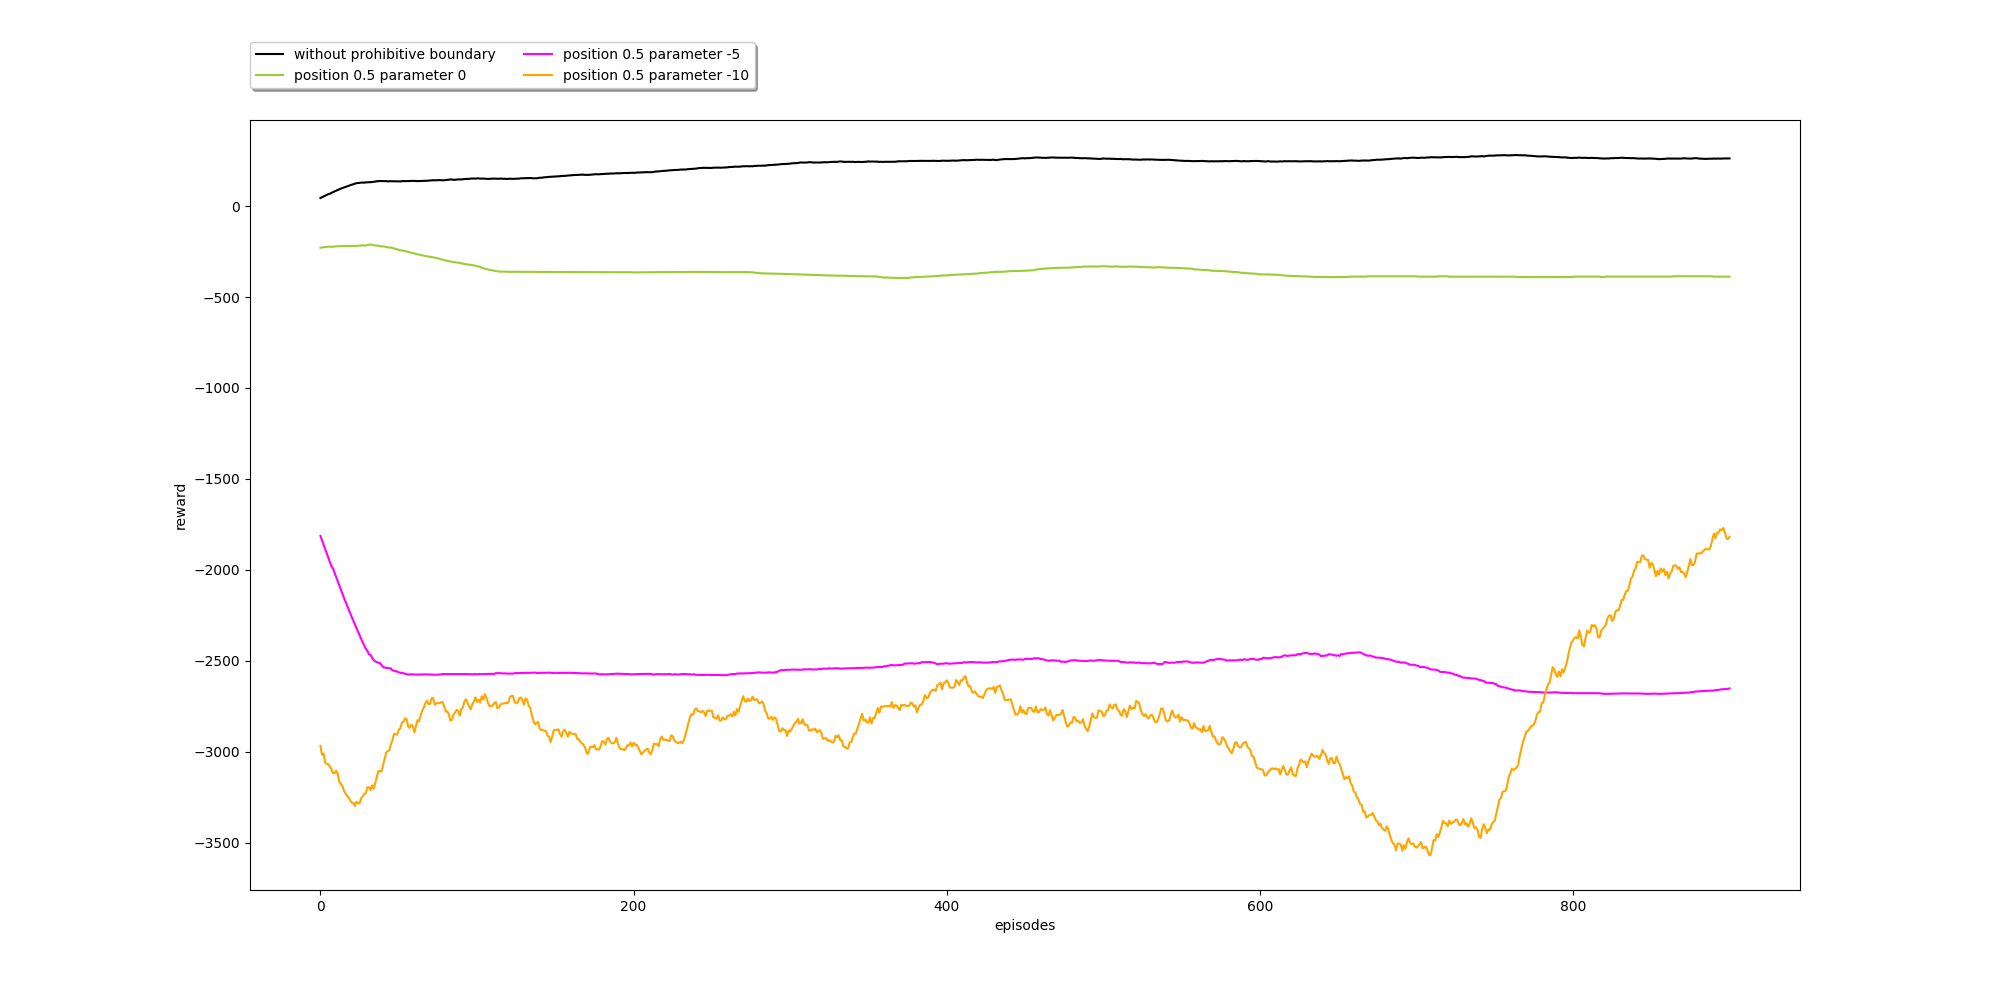 without prohibitive boundary
position 0.5 parameter 0
position 0.5 parameter -5
position 0.5 parameter -10
0
−500
−1000
−1500
−2000
−2500
−3000
−3500
reward
0
200
400
600
800
episodes